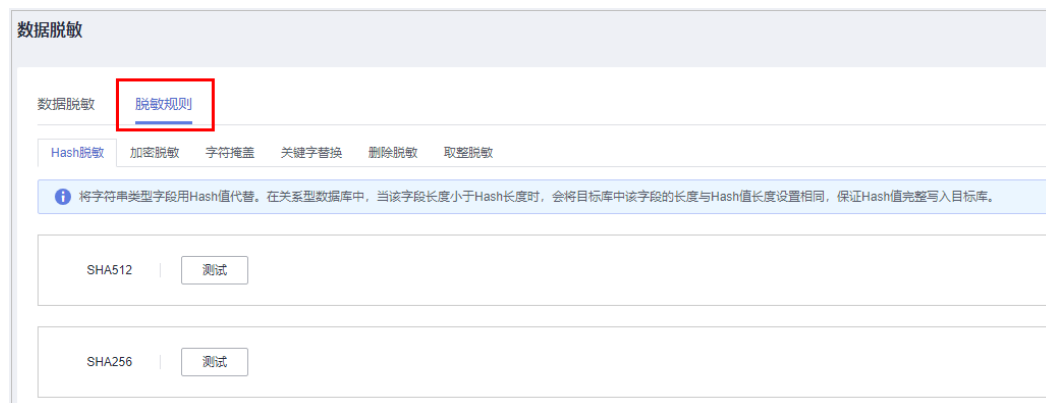 数据脱敏
数据脱敏 脱敏规则
Hash脱敏 加密脱敏 字符掩盖 关键字替换 删除脱敏 取整脱敏
将字符串类型字段用Hash值代替。在关系型数据库中，当该字段长度小于Hash长度时，会将目标库中该字段的长度与Hash值长度设置相同，保证Hash值完整写入目标库。
SHA512 测试
SHA256 测试